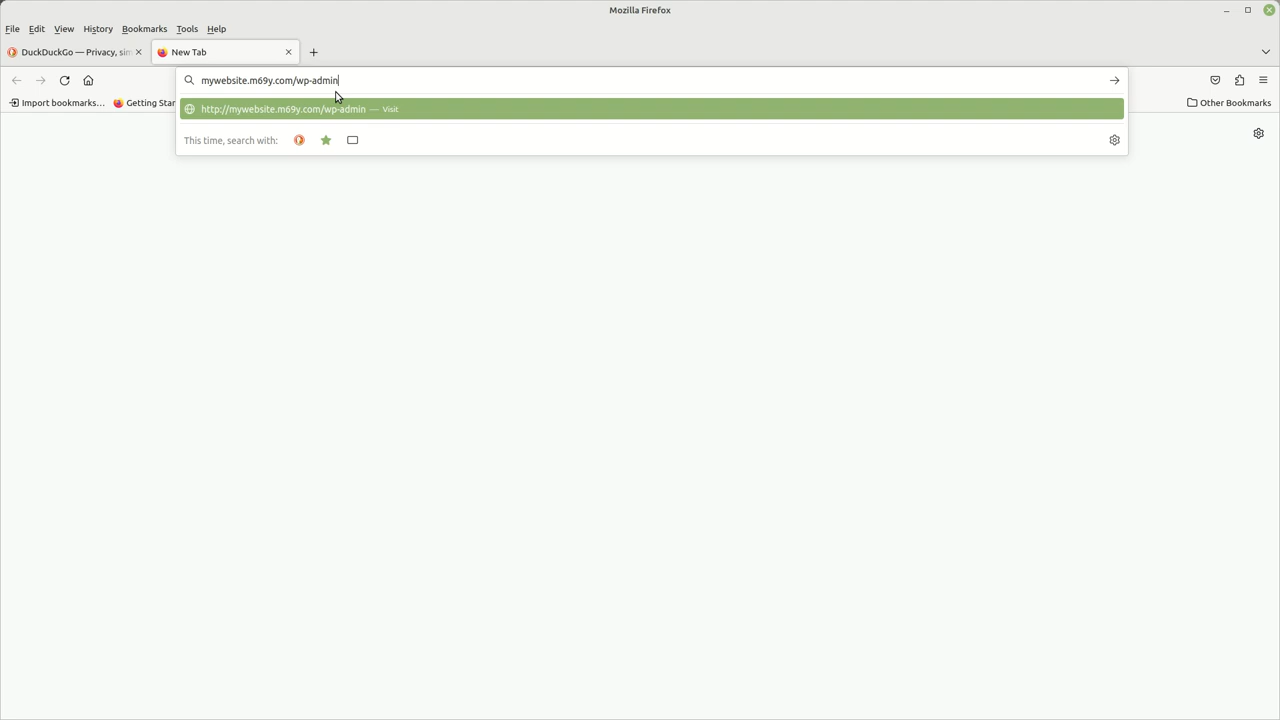 Mozilla Firefox
File Edit View History Bookmarks Tools Help
DuckDuckGo — Privacy, sim
New Tab
mywebsite.m69y.com/wp-admin
Import bookmarks...
Getting Star
http://mywebsite.m69y.com/wp-admin — Visit
Other Bookmarks
This time, search with: